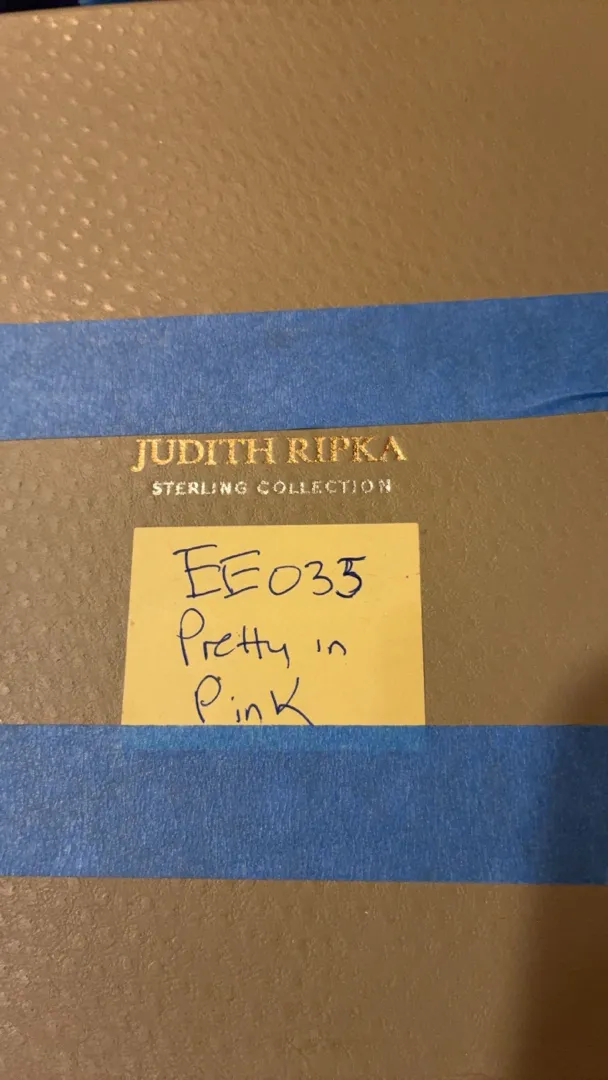 JUDITH RIPKA
STERLING COLLECTION
EE035
Pretty in
Pink